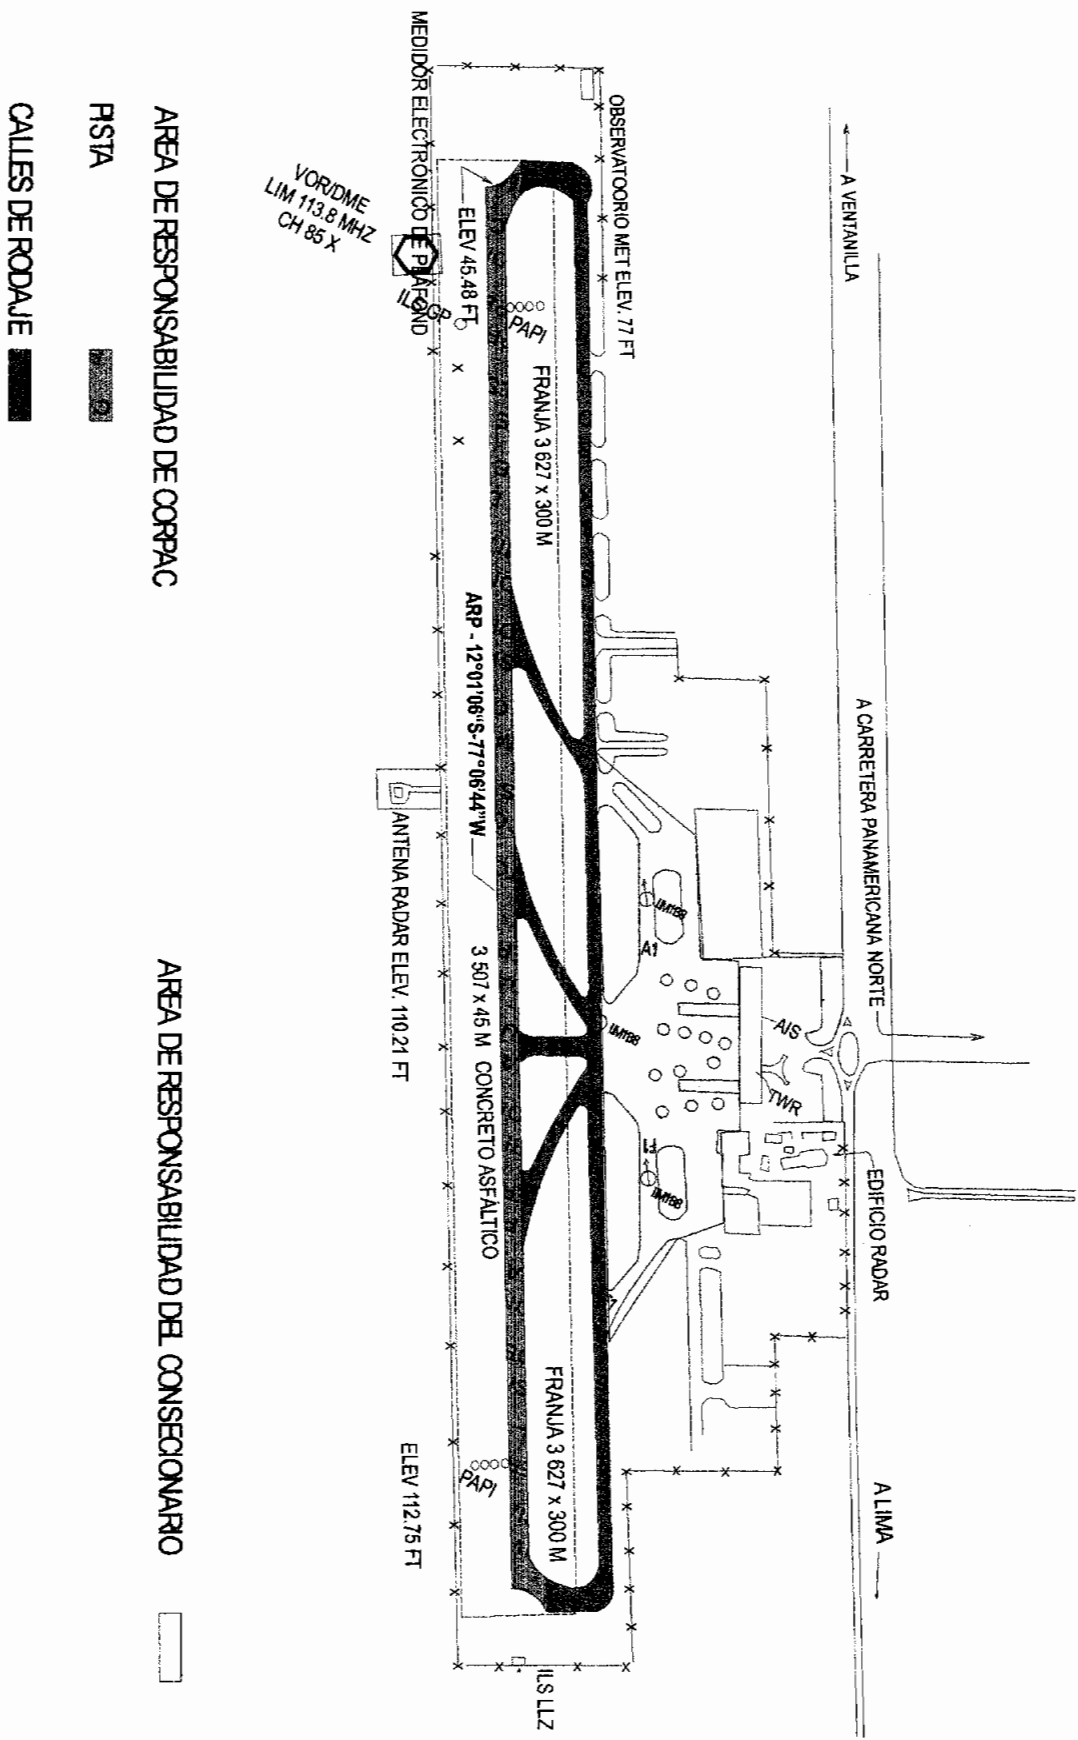 A VENTANILLA
A CARRETERA PANAMERICANA NORTE
A LIMA
OBSERVATOORIO MET ELEV. 77 FT
AIS
TWR
EDIFICIO RADAR
A1
F1
MEDIDOR ELECTRONICO DE PLAFOND
ELEV 45.48 FT
PAPI
FRANJA 3 627 x 300 M
FRANJA 3 627 x 300 M
VOR/DME
LIM 113.8 MHZ
CH 85 X
ILS GP
ARP - 12°01'06"S-77°06'44"W
3 507 x 45 M CONCRETO ASFÁLTICO
ANTENA RADAR ELEV. 110.21 FT
PAPI
ELEV 112.75 FT
ILS LLZ
AREA DE RESPONSABILIDAD DE CORPAC
AREA DE RESPONSABILIDAD DEL CONSECIONARIO
PISTA
CALLES DE RODAJE